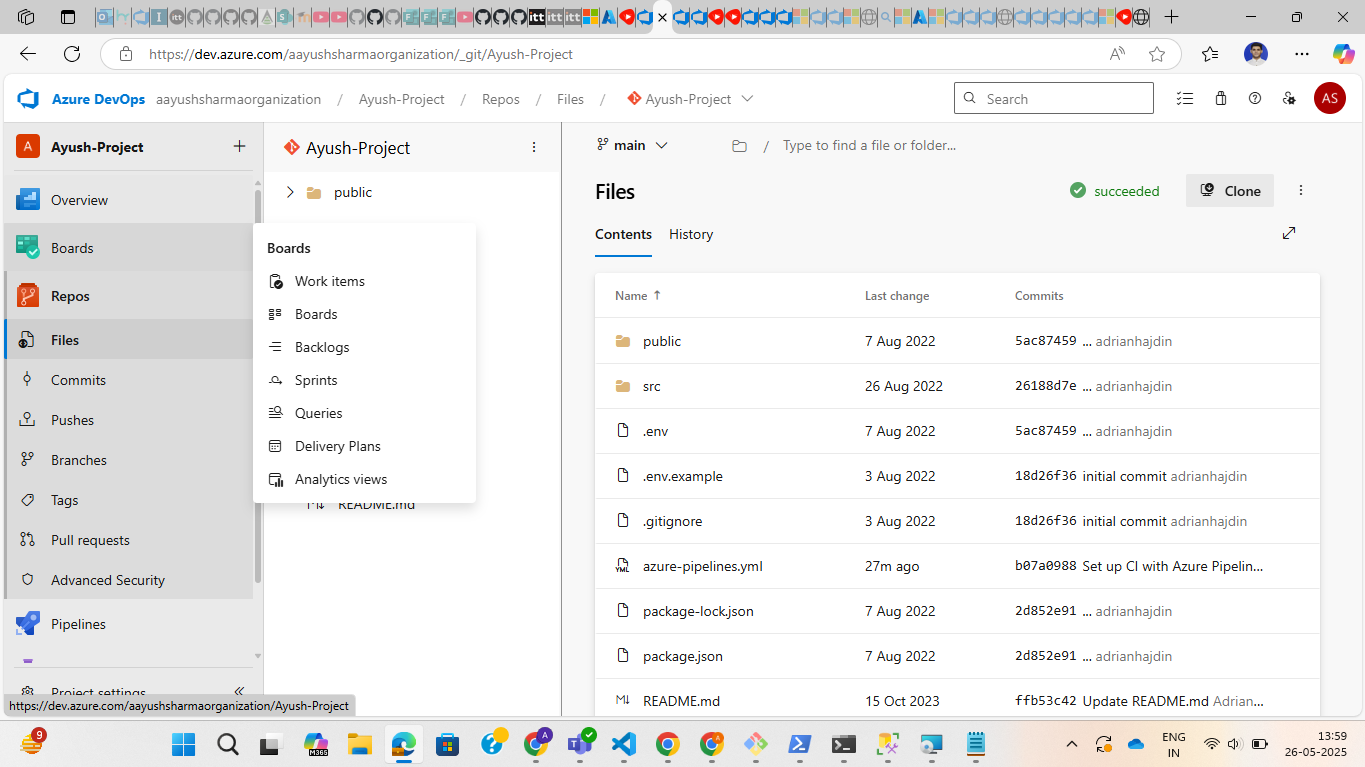 https://dev.azure.com/aayushsharmaorganization/_git/Ayush-Project
Azure DevOps aayushsharmaorganization / Ayush-Project / Repos / Files / Ayush-Project
Search
AS
A Ayush-Project
Overview
Boards
Repos
Files
Commits
Pushes
Branches
Tags
Pull requests
Advanced Security
Pipelines
Project settings
https://dev.azure.com/aayushsharmaorganization/Ayush-Project
Ayush-Project
public
Boards
Work items
Boards
Backlogs
Sprints
Queries
Delivery Plans
Analytics views
README.md
main / Type to find a file or folder...
Files
succeeded
Clone
Contents History
Name Last change Commits
public 7 Aug 2022 5ac87459 ... adrianhajdin
src 26 Aug 2022 26188d7e ... adrianhajdin
.env 7 Aug 2022 5ac87459 ... adrianhajdin
.env.example 3 Aug 2022 18d26f36 initial commit adrianhajdin
.gitignore 3 Aug 2022 18d26f36 initial commit adrianhajdin
YML azure-pipelines.yml 27m ago b07a0988 Set up CI with Azure Pipelin...
package-lock.json 7 Aug 2022 2d852e91 ... adrianhajdin
package.json 7 Aug 2022 2d852e91 ... adrianhajdin
README.md 15 Oct 2023 ffb53c42 Update README.md Adrian...
9
M365
ENG
IN
13:59
26-05-2025